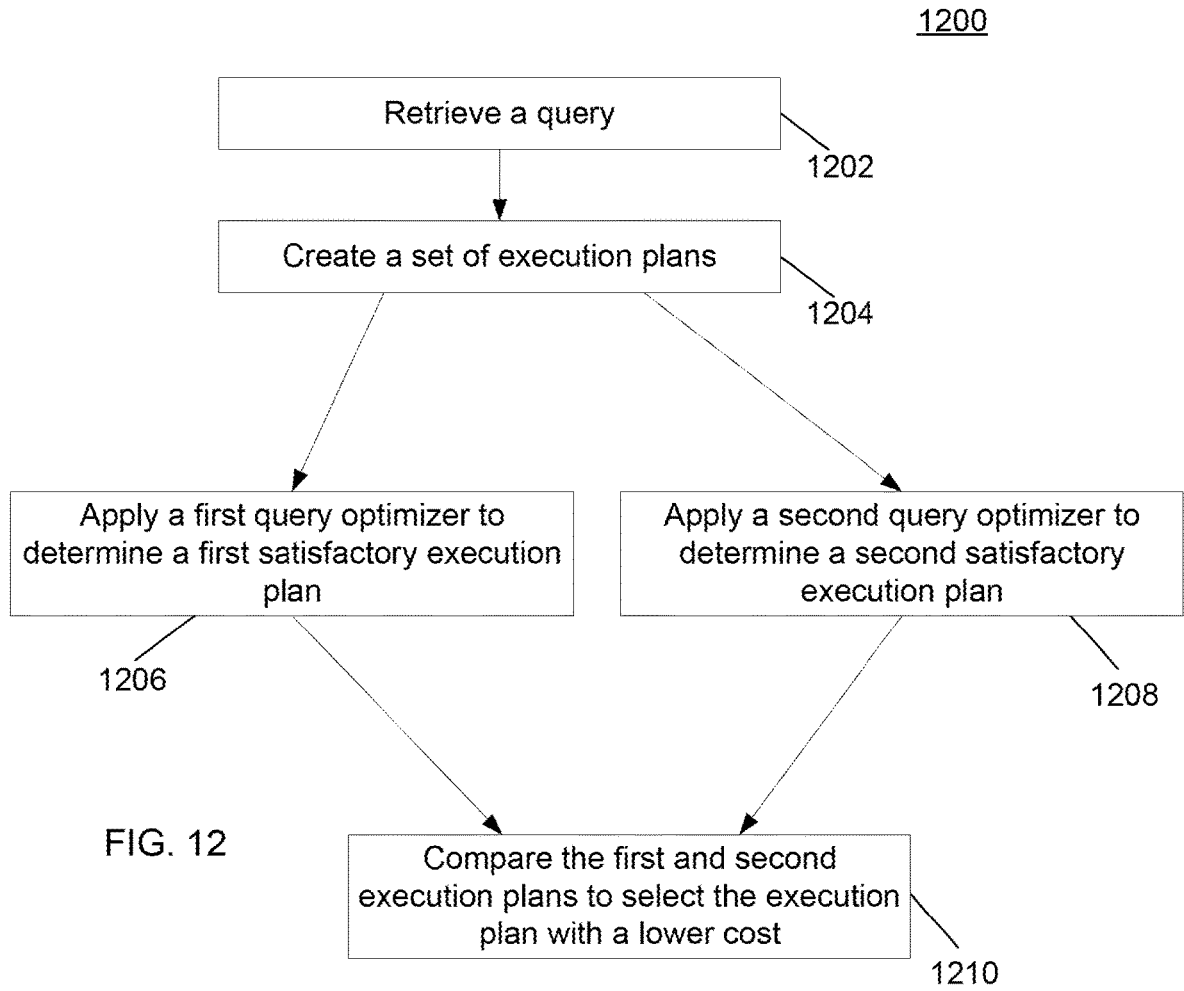 1200
Retrieve a query
1202
Create a set of execution plans
1204
Apply a first query optimizer to
determine a first satisfactory execution
plan
1206
Apply a second query optimizer to
determine a second satisfactory
execution plan
1208
FIG. 12
Compare the first and second
execution plans to select the execution
plan with a lower cost
1210